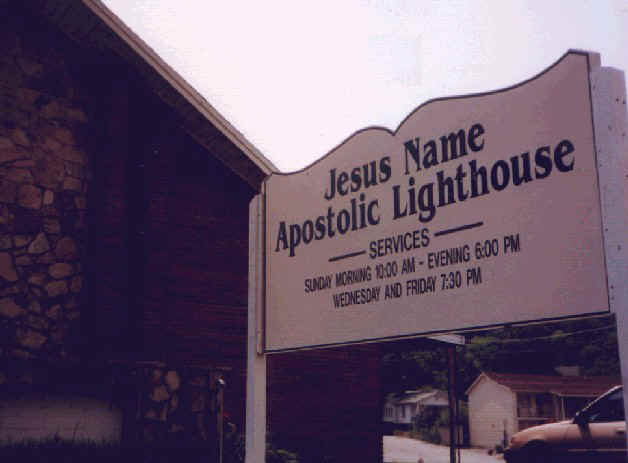 Jesus Name
Apostolic Lighthouse
SERVICES
SUNDAY MORNING 10:00 AM - EVENING 6:00 PM
WEDNESDAY AND FRIDAY 7:30 PM